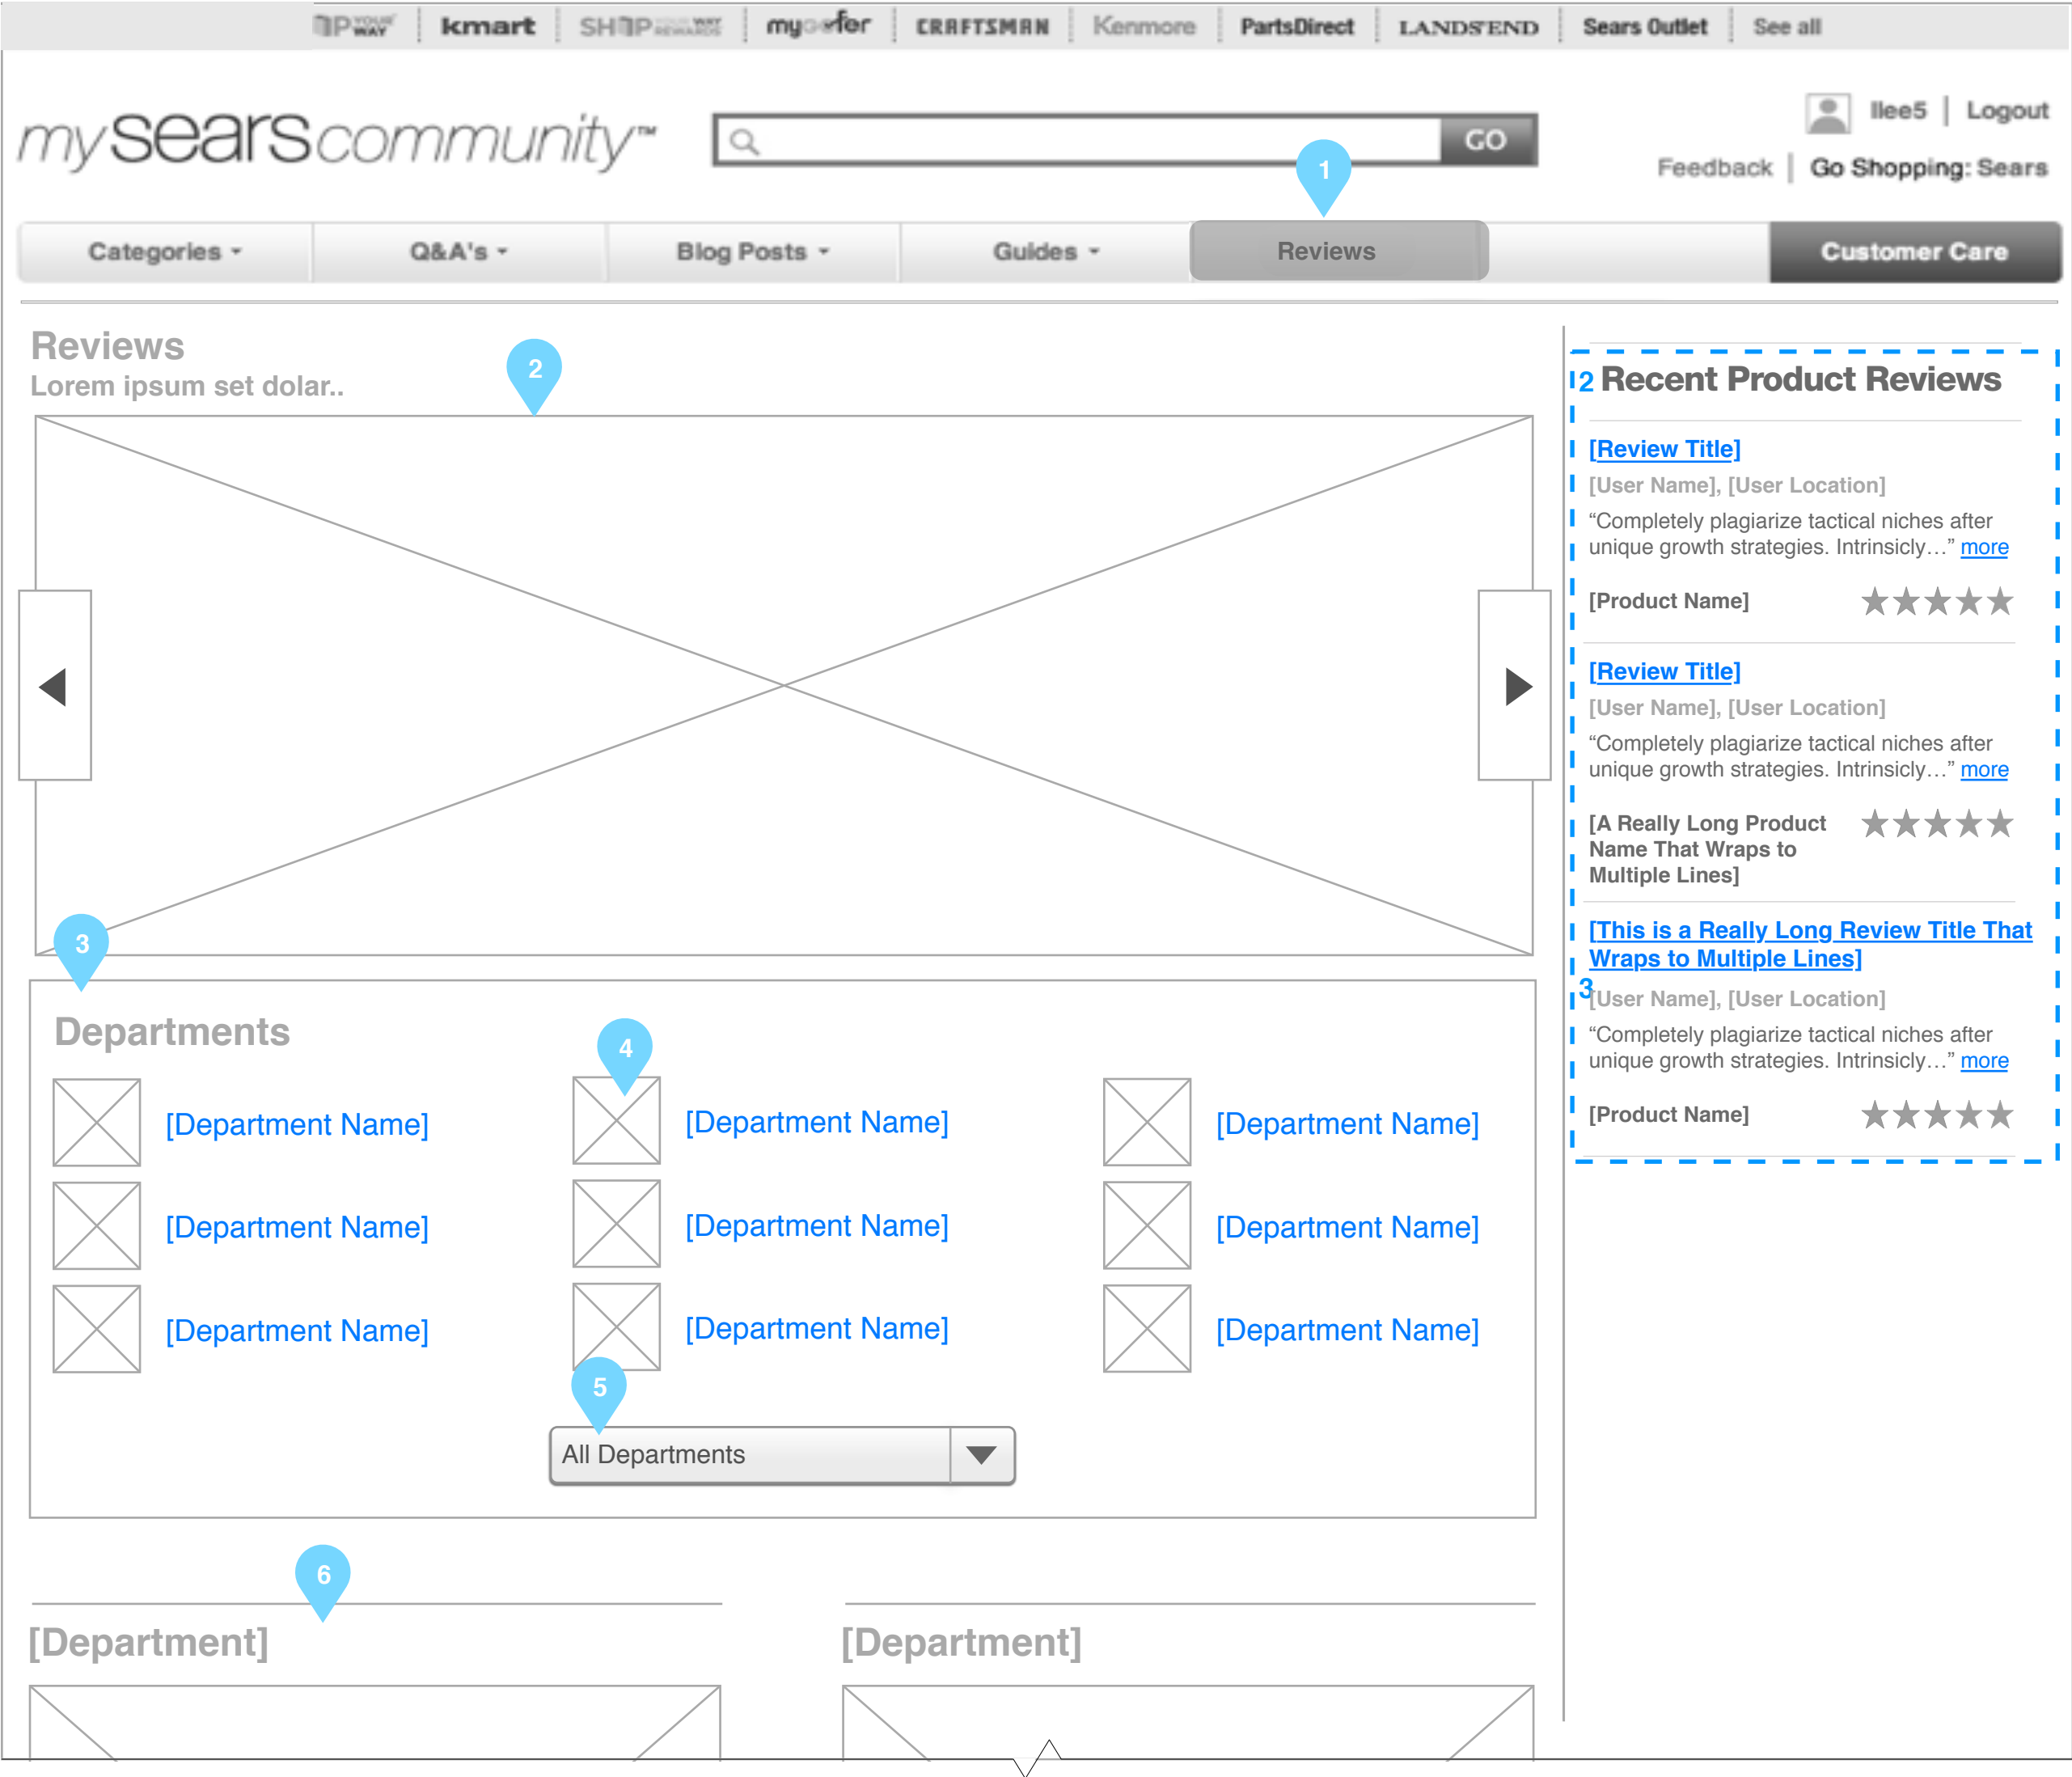 YOUR WAY kmart SHOP YOUR WAY REWARDS mygofer CRAFTSMAN Kenmore PartsDirect LANDS'END Sears Outlet See all
mysearscommunity™
GO
llee5 | Logout
Feedback | Go Shopping: Sears
1
Categories Q&A's Blog Posts Guides Reviews Customer Care
Reviews
Lorem ipsum set dolar..
2
3
Departments
4
[Department Name] [Department Name] [Department Name]
[Department Name] [Department Name] [Department Name]
[Department Name] [Department Name] [Department Name]
5
All Departments
6
[Department] [Department]
2 Recent Product Reviews
[Review Title]
[User Name], [User Location]
“Completely plagiarize tactical niches after
unique growth strategies. Intrinsicly…” more
[Product Name]
[Review Title]
[User Name], [User Location]
“Completely plagiarize tactical niches after
unique growth strategies. Intrinsicly…” more
[A Really Long Product
Name That Wraps to
Multiple Lines]
[This is a Really Long Review Title That
Wraps to Multiple Lines]
3
[User Name], [User Location]
“Completely plagiarize tactical niches after
unique growth strategies. Intrinsicly…” more
[Product Name]